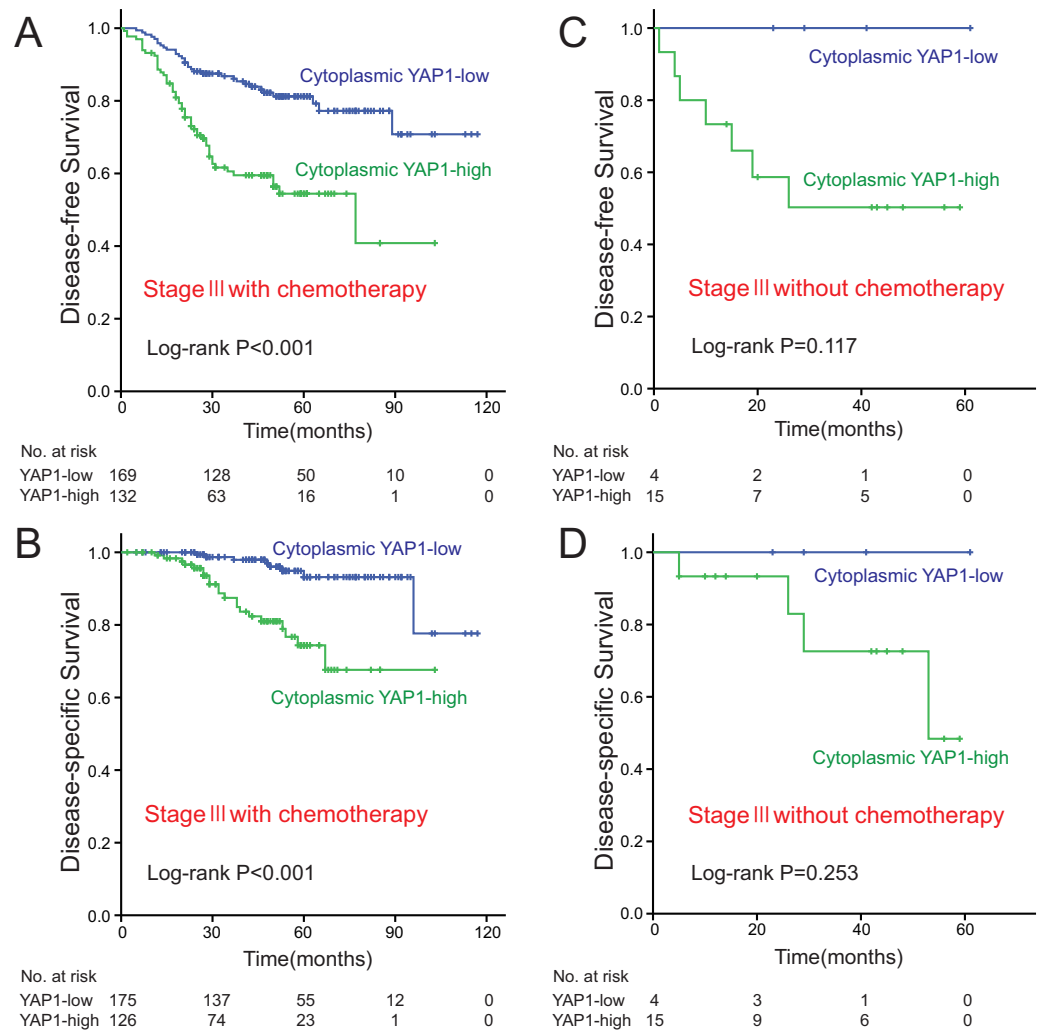 A
Disease-free Survival
1.0
0.8
0.6
0.4
0.2
0.0
Cytoplasmic YAP1-low
Cytoplasmic YAP1-high
Stage III with chemotherapy
Log-rank P<0.001
0 30 60 90 120
Time(months)
No. at risk
YAP1-low 169 128 50 10 0
YAP1-high 132 63 16 1 0
C
Disease-free Survival
1.0
0.8
0.6
0.4
0.2
0.0
Cytoplasmic YAP1-low
Cytoplasmic YAP1-high
Stage III without chemotherapy
Log-rank P=0.117
0 20 40 60
Time(months)
No. at risk
YAP1-low 4 2 1 0
YAP1-high 15 7 5 0
B
Disease-specific Survival
1.0
0.8
0.6
0.4
0.2
0.0
Cytoplasmic YAP1-low
Cytoplasmic YAP1-high
Stage III with chemotherapy
Log-rank P<0.001
0 30 60 90 120
Time(months)
No. at risk
YAP1-low 175 137 55 12 0
YAP1-high 126 74 23 1 0
D
Disease-specific Survival
1.0
0.8
0.6
0.4
0.2
0.0
Cytoplasmic YAP1-low
Cytoplasmic YAP1-high
Stage III without chemotherapy
Log-rank P=0.253
0 20 40 60
Time(months)
No. at risk
YAP1-low 4 3 1 0
YAP1-high 15 9 6 0